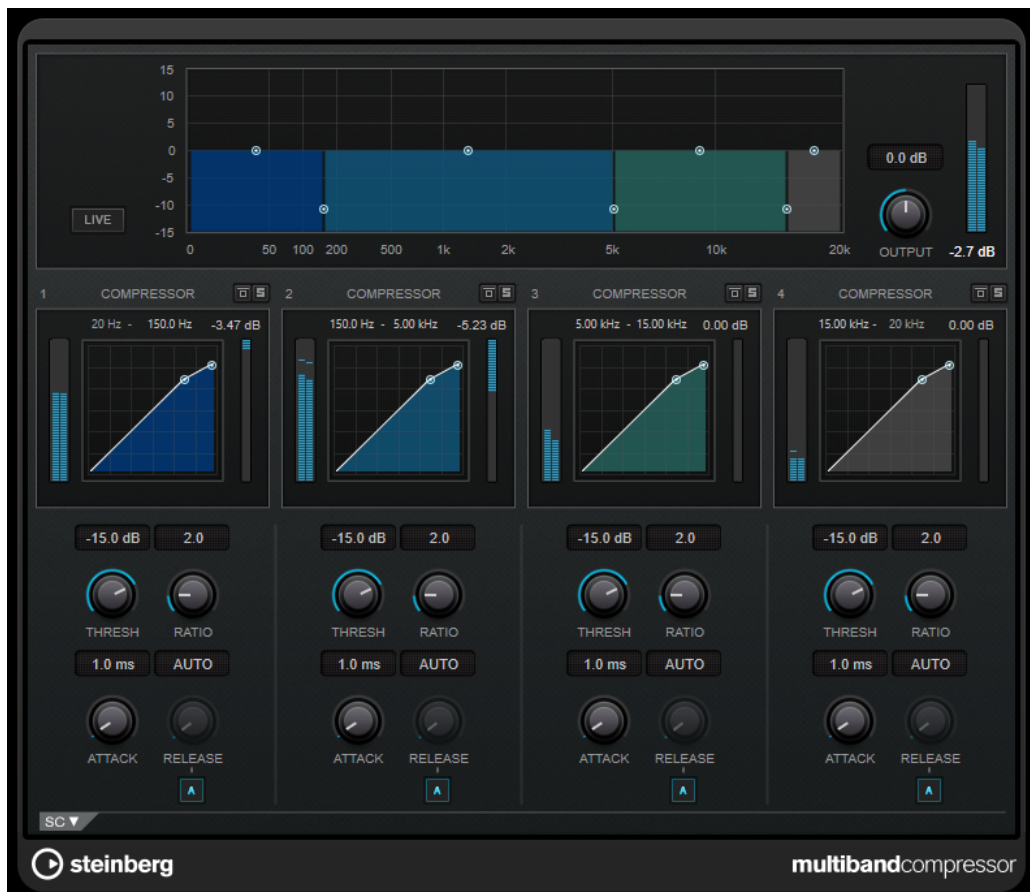 15
10
5
0
-5
-10
-15
LIVE
0 50 100 200 500 1k 2k 5k 10k 20k
0.0 dB
OUTPUT
-2.7 dB
1 COMPRESSOR S
2 COMPRESSOR S
3 COMPRESSOR S
4 COMPRESSOR S
20 Hz - 150.0 Hz -3.47 dB
150.0 Hz - 5.00 kHz -5.23 dB
5.00 kHz - 15.00 kHz 0.00 dB
15.00 kHz - 20 kHz 0.00 dB
-15.0 dB 2.0
-15.0 dB 2.0
-15.0 dB 2.0
-15.0 dB 2.0
THRESH RATIO
THRESH RATIO
THRESH RATIO
THRESH RATIO
1.0 ms AUTO
1.0 ms AUTO
1.0 ms AUTO
1.0 ms AUTO
ATTACK RELEASE
ATTACK RELEASE
ATTACK RELEASE
ATTACK RELEASE
A
A
A
A
SC ▼
steinberg
multibandcompressor